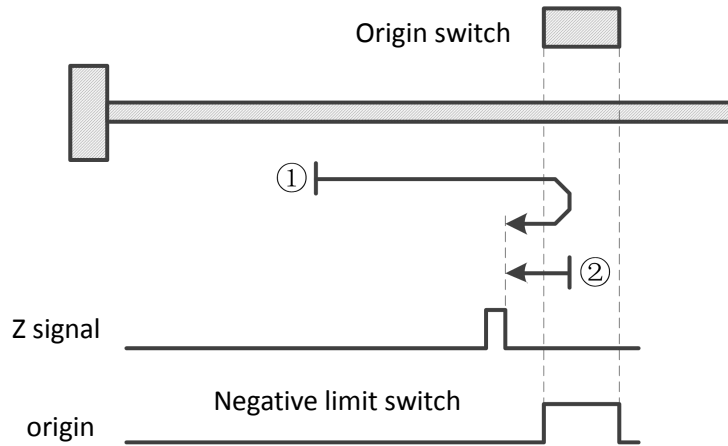 Origin switch
①
②
Z signal
Negative limit switch
origin